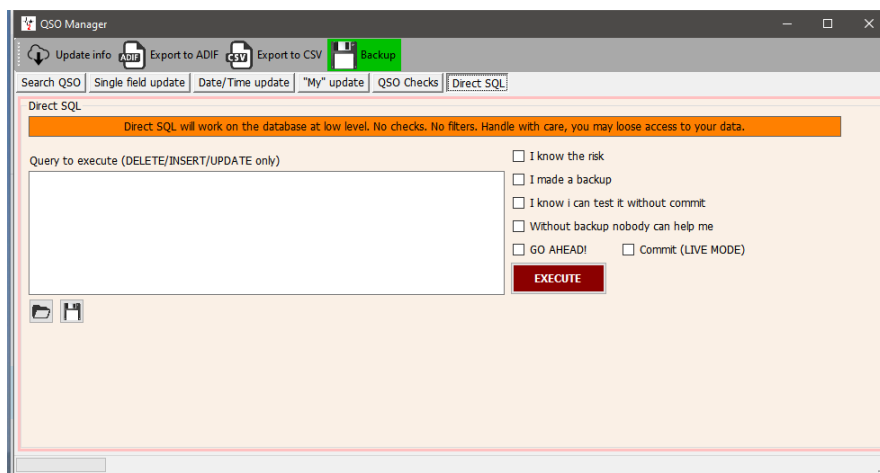 QSO Manager
Update info ADIF Export to ADIF CSV Export to CSV Backup
Search QSO Single field update Date/Time update "My" update QSO Checks Direct SQL
Direct SQL
Direct SQL will work on the database at low level. No checks. No filters. Handle with care, you may loose access to your data.
Query to execute (DELETE/INSERT/UPDATE only)
I know the risk
I made a backup
I know i can test it without commit
Without backup nobody can help me
GO AHEAD! Commit (LIVE MODE)
EXECUTE